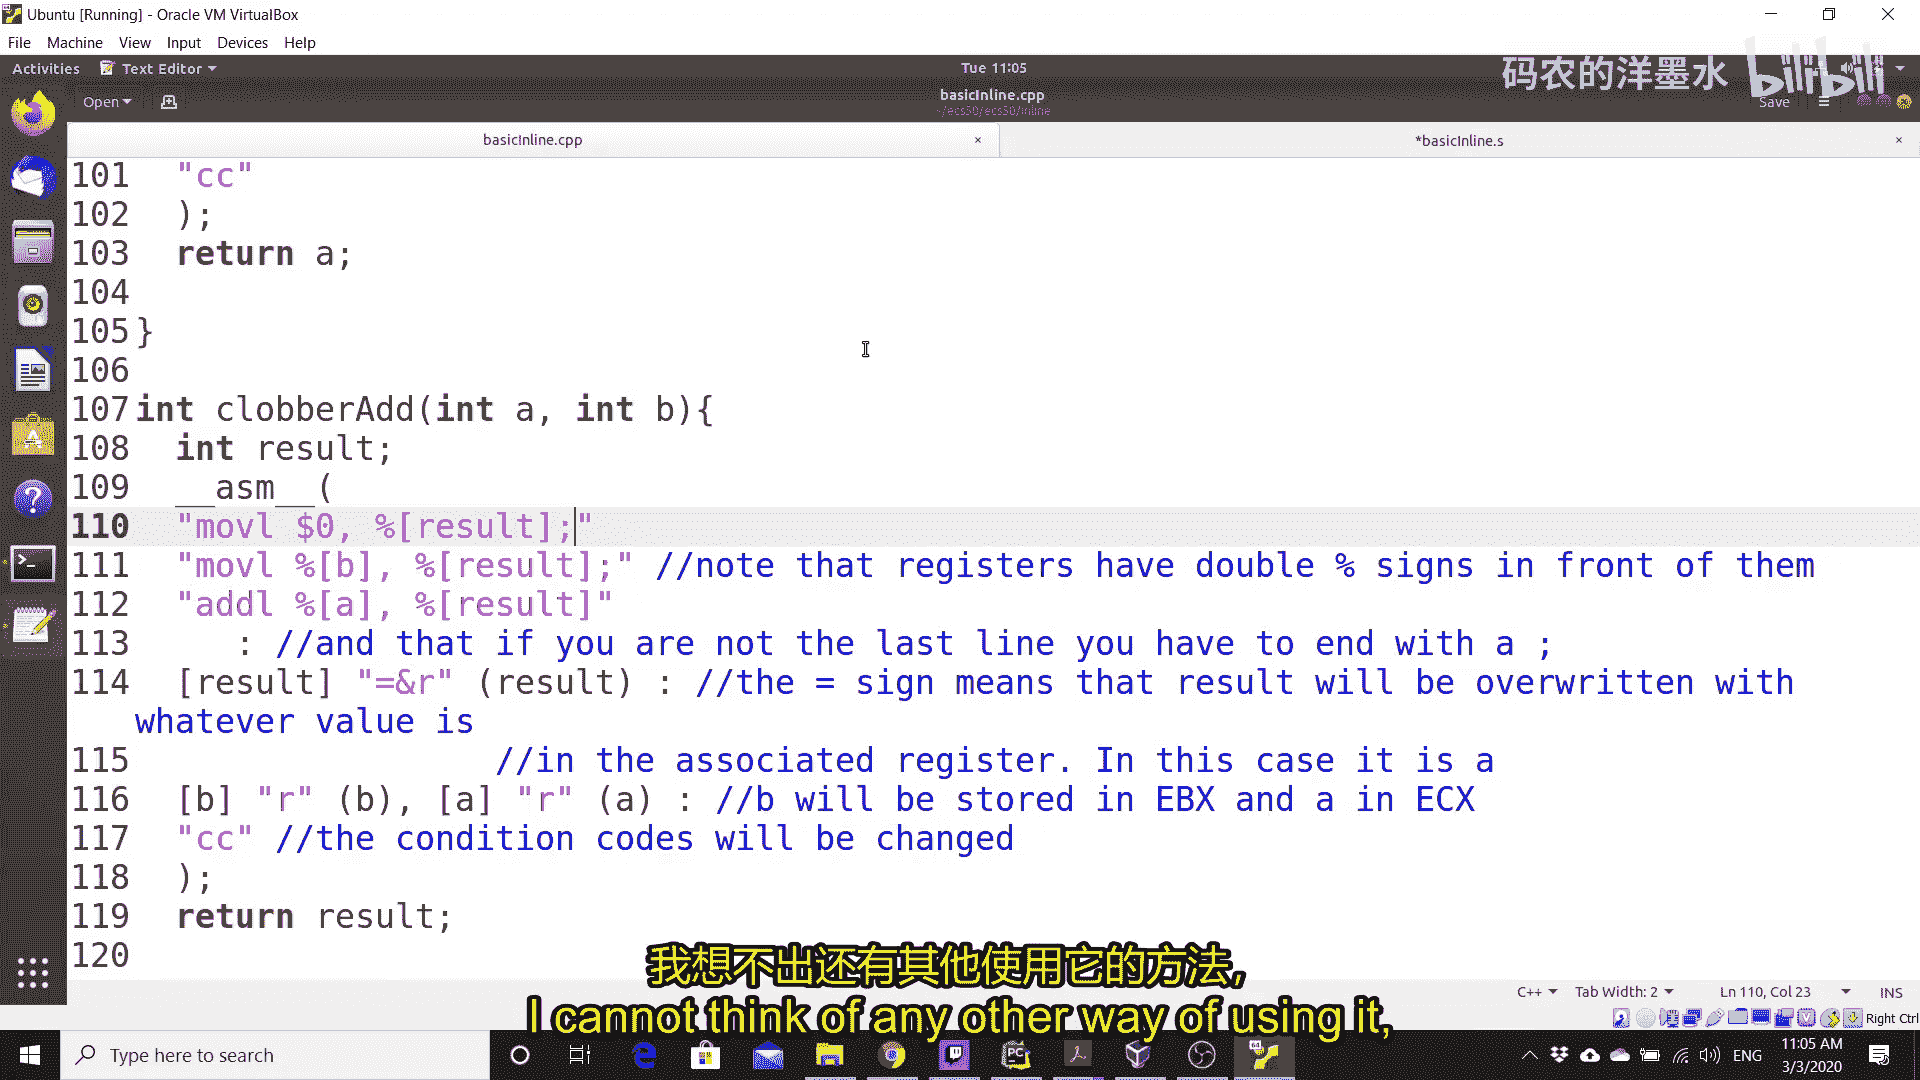 Ubuntu [Running] - Oracle VM VirtualBox
File Machine View Input Devices Help
Activities Text Editor Tue 11:05
码农的洋墨水 bilibili
Open basicInline.cpp Save
~/ecs50/ecs50/inline
basicInline.cpp × *basicInline.s ×
101 "cc"
102 );
103 return a;
104
105 }
106
107 int clobberAdd(int a, int b){
108 int result;
109 __asm__(
110 "movl $0, %[result];"
111 "movl %[b], %[result];" //note that registers have double % signs in front of them
112 "addl %[a], %[result]"
113 : //and that if you are not the last line you have to end with a ;
114 [result] "=&r" (result) : //the = sign means that result will be overwritten with
whatever value is
115 //in the associated register. In this case it is a
116 [b] "r" (b), [a] "r" (a) : //b will be stored in EBX and a in ECX
117 "cc" //the condition codes will be changed
118 );
119 return result;
120
我想不出还有其他使用它的方法,
C++ Tab Width: 2 Ln 110, Col 23 INS
I cannot think of any other way of using it,
Right Ctrl
Type here to search
ENG 11:05 AM
3/3/2020